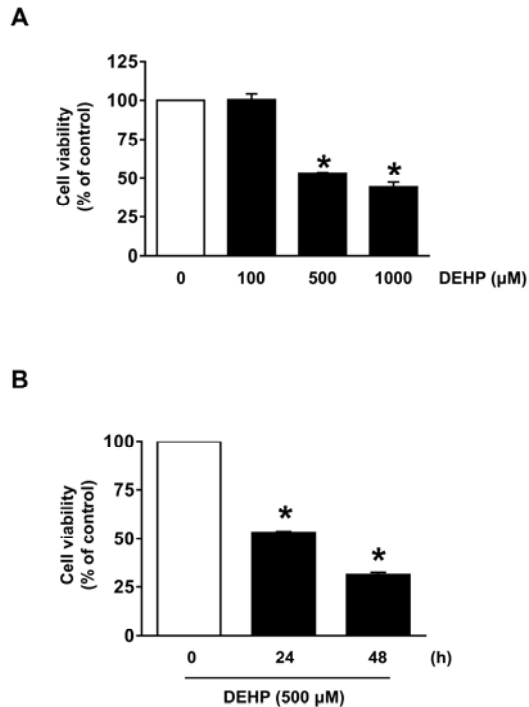 A
Cell viability
(% of control)
125
100
75
50
25
0
*
*
0 100 500 1000 DEHP (µM)
B
Cell viability
(% of control)
100
75
50
25
0
*
*
0 24 48 (h)
DEHP (500 µM)